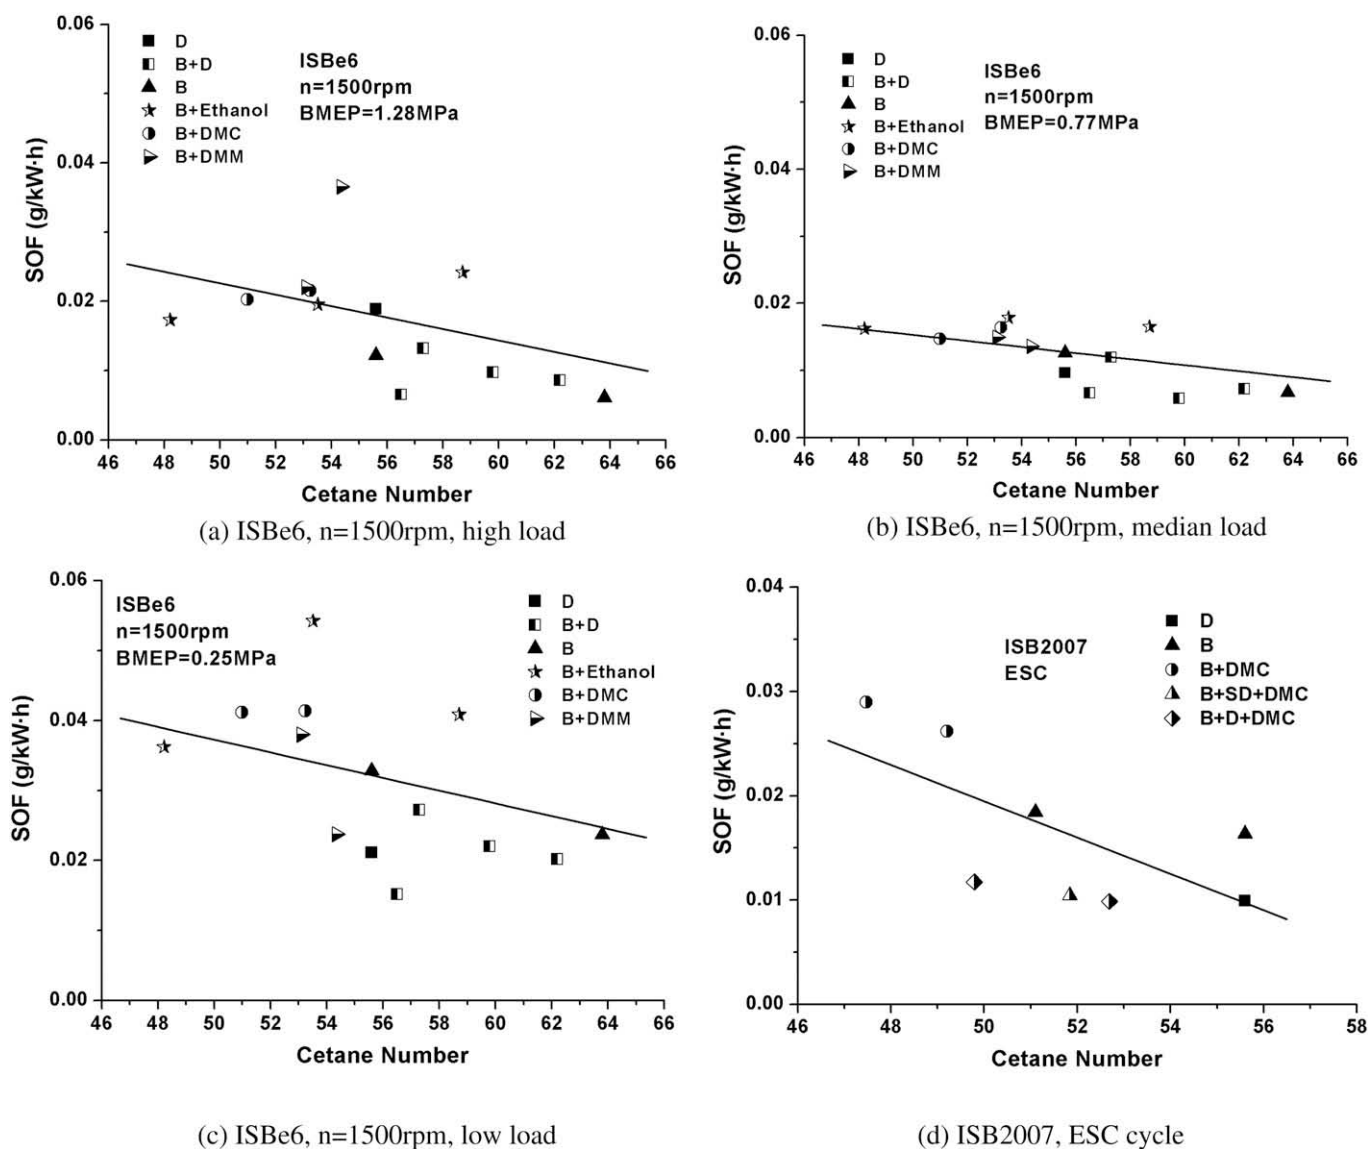 0.06
0.04
0.02
0.00
SOF (g/kW·h)
D
B+D
B
B+Ethanol
B+DMC
B+DMM
ISBe6
n=1500rpm
BMEP=1.28MPa
46 48 50 52 54 56 58 60 62 64 66
Cetane Number
(a) ISBe6, n=1500rpm, high load
0.06
0.04
0.02
0.00
SOF (g/kW·h)
D
B+D
B
B+Ethanol
B+DMC
B+DMM
ISBe6
n=1500rpm
BMEP=0.77MPa
46 48 50 52 54 56 58 60 62 64 66
Cetane Number
(b) ISBe6, n=1500rpm, median load
0.06
0.04
0.02
0.00
SOF (g/kW·h)
ISBe6
n=1500rpm
BMEP=0.25MPa
D
B+D
B
B+Ethanol
B+DMC
B+DMM
46 48 50 52 54 56 58 60 62 64 66
Cetane Number
(c) ISBe6, n=1500rpm, low load
0.04
0.03
0.02
0.01
0.00
SOF (g/kW·h)
ISB2007
ESC
D
B
B+DMC
B+SD+DMC
B+D+DMC
46 48 50 52 54 56 58
Cetane Number
(d) ISB2007, ESC cycle